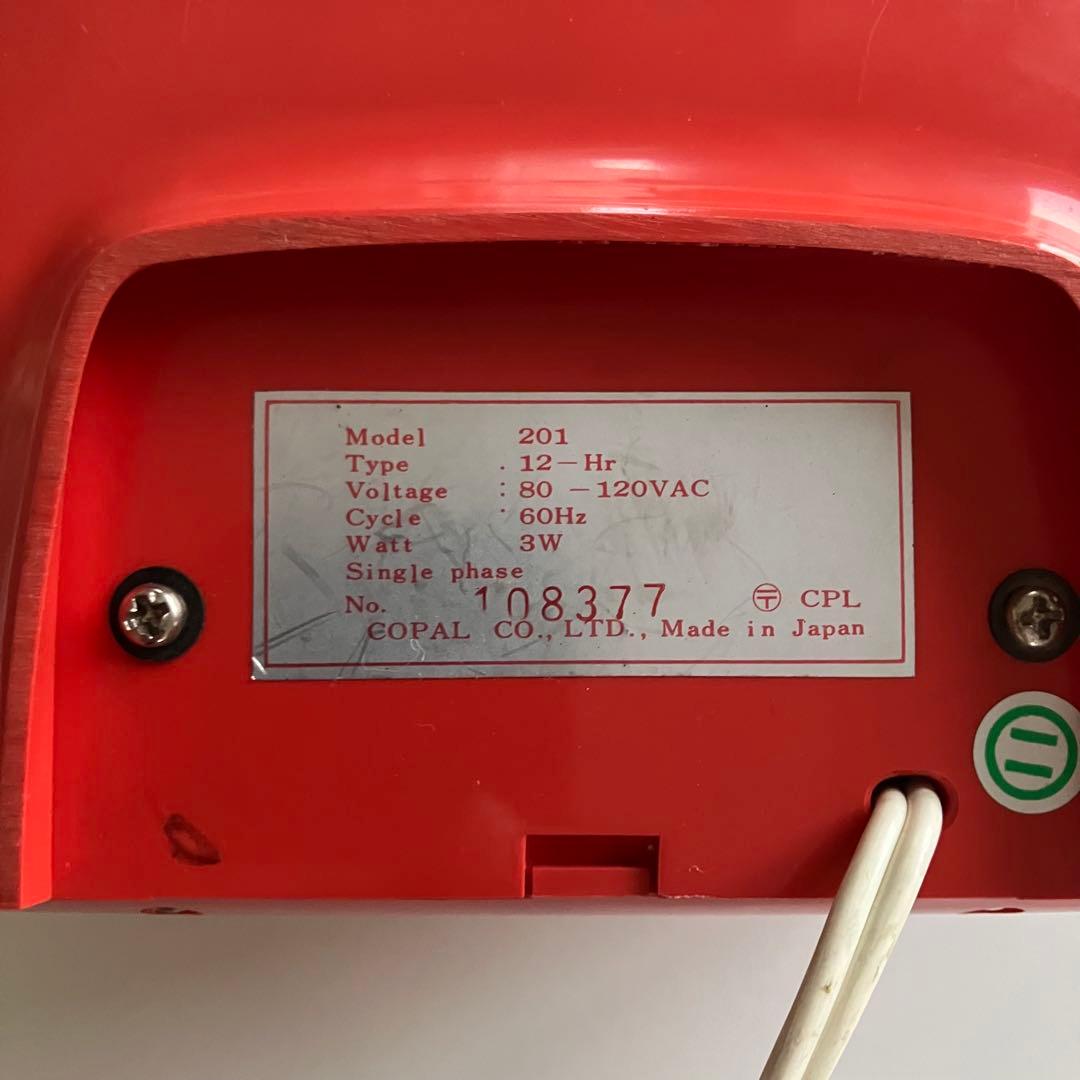 Model 201
Type : 12-Hr
Voltage : 80 -120VAC
Cycle : 60Hz
Watt 3W
Single phase
No. 108377 〒 CPL
COPAL CO., LTD., Made in Japan